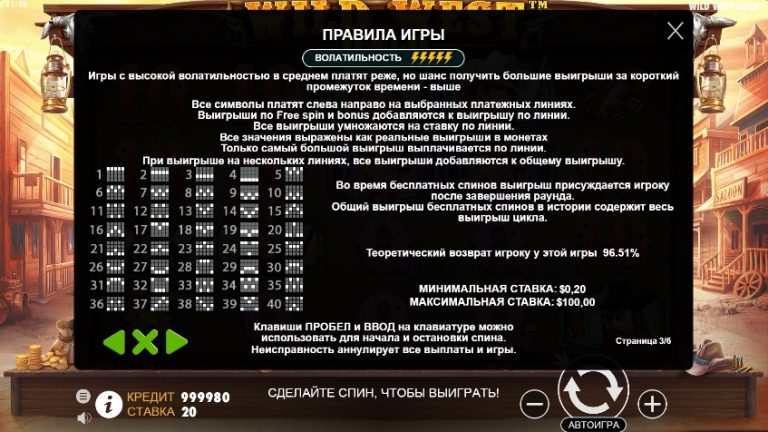 11:26
WILD WEST™
WILD WEST GOLD™
ПРАВИЛА ИГРЫ
ВОЛАТИЛЬНОСТЬ
Игры с высокой волатильностью в среднем платят реже, но шанс получить большие выигрыши за короткий
промежуток времени - выше
Все символы платят слева направо на выбранных платежных линиях.
Выигрыши по Free spin и bonus добавляются к выигрышу по линии.
Все выигрыши умножаются на ставку по линии.
Все значения выражены как реальные выигрыши в монетах
Только самый большой выигрыш выплачивается по линии.
При выигрыше на нескольких линиях, все выигрыши добавляются к общему выигрышу.
1 2 3 4 5
6 7 8 9 10
11 12 13 14 15
16 17 18 19 20
21 22 23 24 25
26 27 28 29 30
31 32 33 34 35
36 37 38 39 40
Во время бесплатных спинов выигрыш присуждается игроку
после завершения раунда.
Общий выигрыш бесплатных спинов в истории содержит весь
выигрыш цикла.
Теоретический возврат игроку у этой игры 96.51%
МИНИМАЛЬНАЯ СТАВКА: $0,20
МАКСИМАЛЬНАЯ СТАВКА: $100,00
Клавиши ПРОБЕЛ и ВВОД на клавиатуре можно
использовать для начала и остановки спина.
Неисправность аннулирует все выплаты и игры.
Страница 3/6
SALOON
КРЕДИТ 999980
СТАВКА 20
СДЕЛАЙТЕ СПИН, ЧТОБЫ ВЫИГРАТЬ!
АВТОИГРА